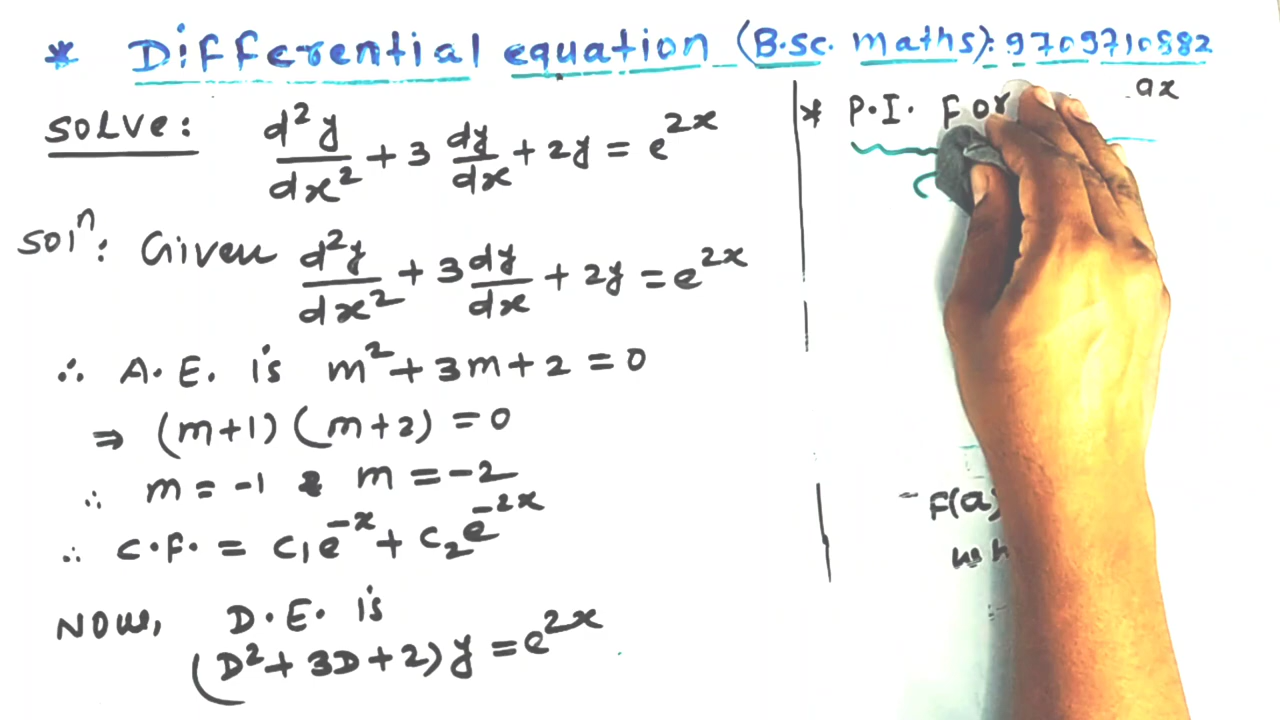 * Differential equation (B.sc. maths): 9709710882
SOLVE: d²y/dx² + 3 dy/dx + 2y = e^2x
Solⁿ: Given d²y/dx² + 3 dy/dx + 2y = e^2x
∴ A.E. is m² + 3m + 2 = 0
⇒ (m+1) (m+2) = 0
∴ m = -1 & m = -2
∴ C.F. = C₁e^-x + C₂e^-2x
Now, D.E. is
(D² + 3D + 2) y = e^2x
* P.I. For ax
F(a)